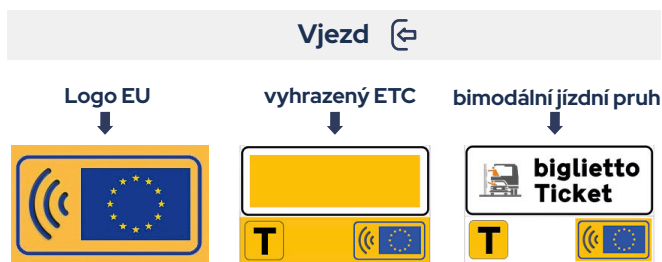 Vjezd
Logo EU
vyhrazený ETC
bimodální jízdní pruh
biglietto
Ticket
T
T